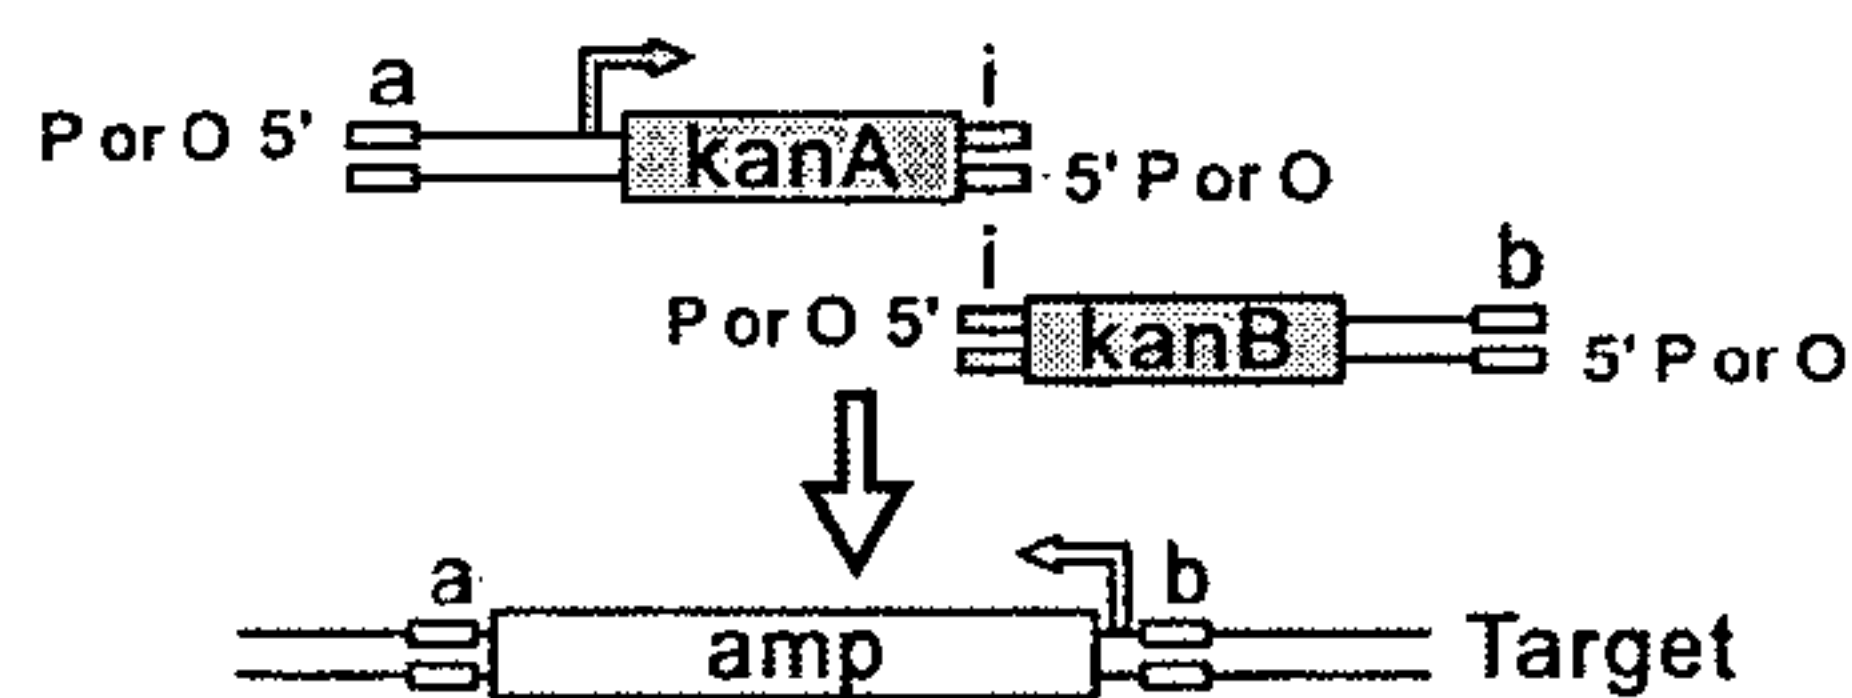 a i
P or O 5' kanA 5' P or O
i b
P or O 5' kanB 5' P or O
a b
amp Target